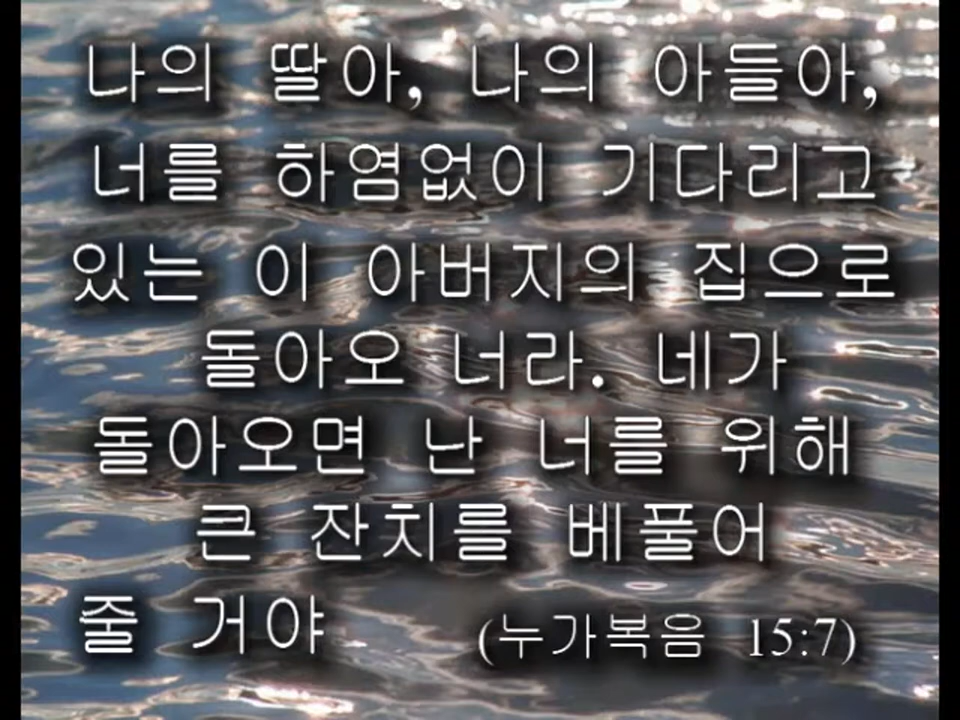 나의 딸아, 나의 아들아,
너를 하염없이 기다리고
있는 이 아버지의 집으로
돌아오 너라. 네가
돌아오면 난 너를 위해
큰 잔치를 베풀어
줄 거야 (누가복음 15:7)